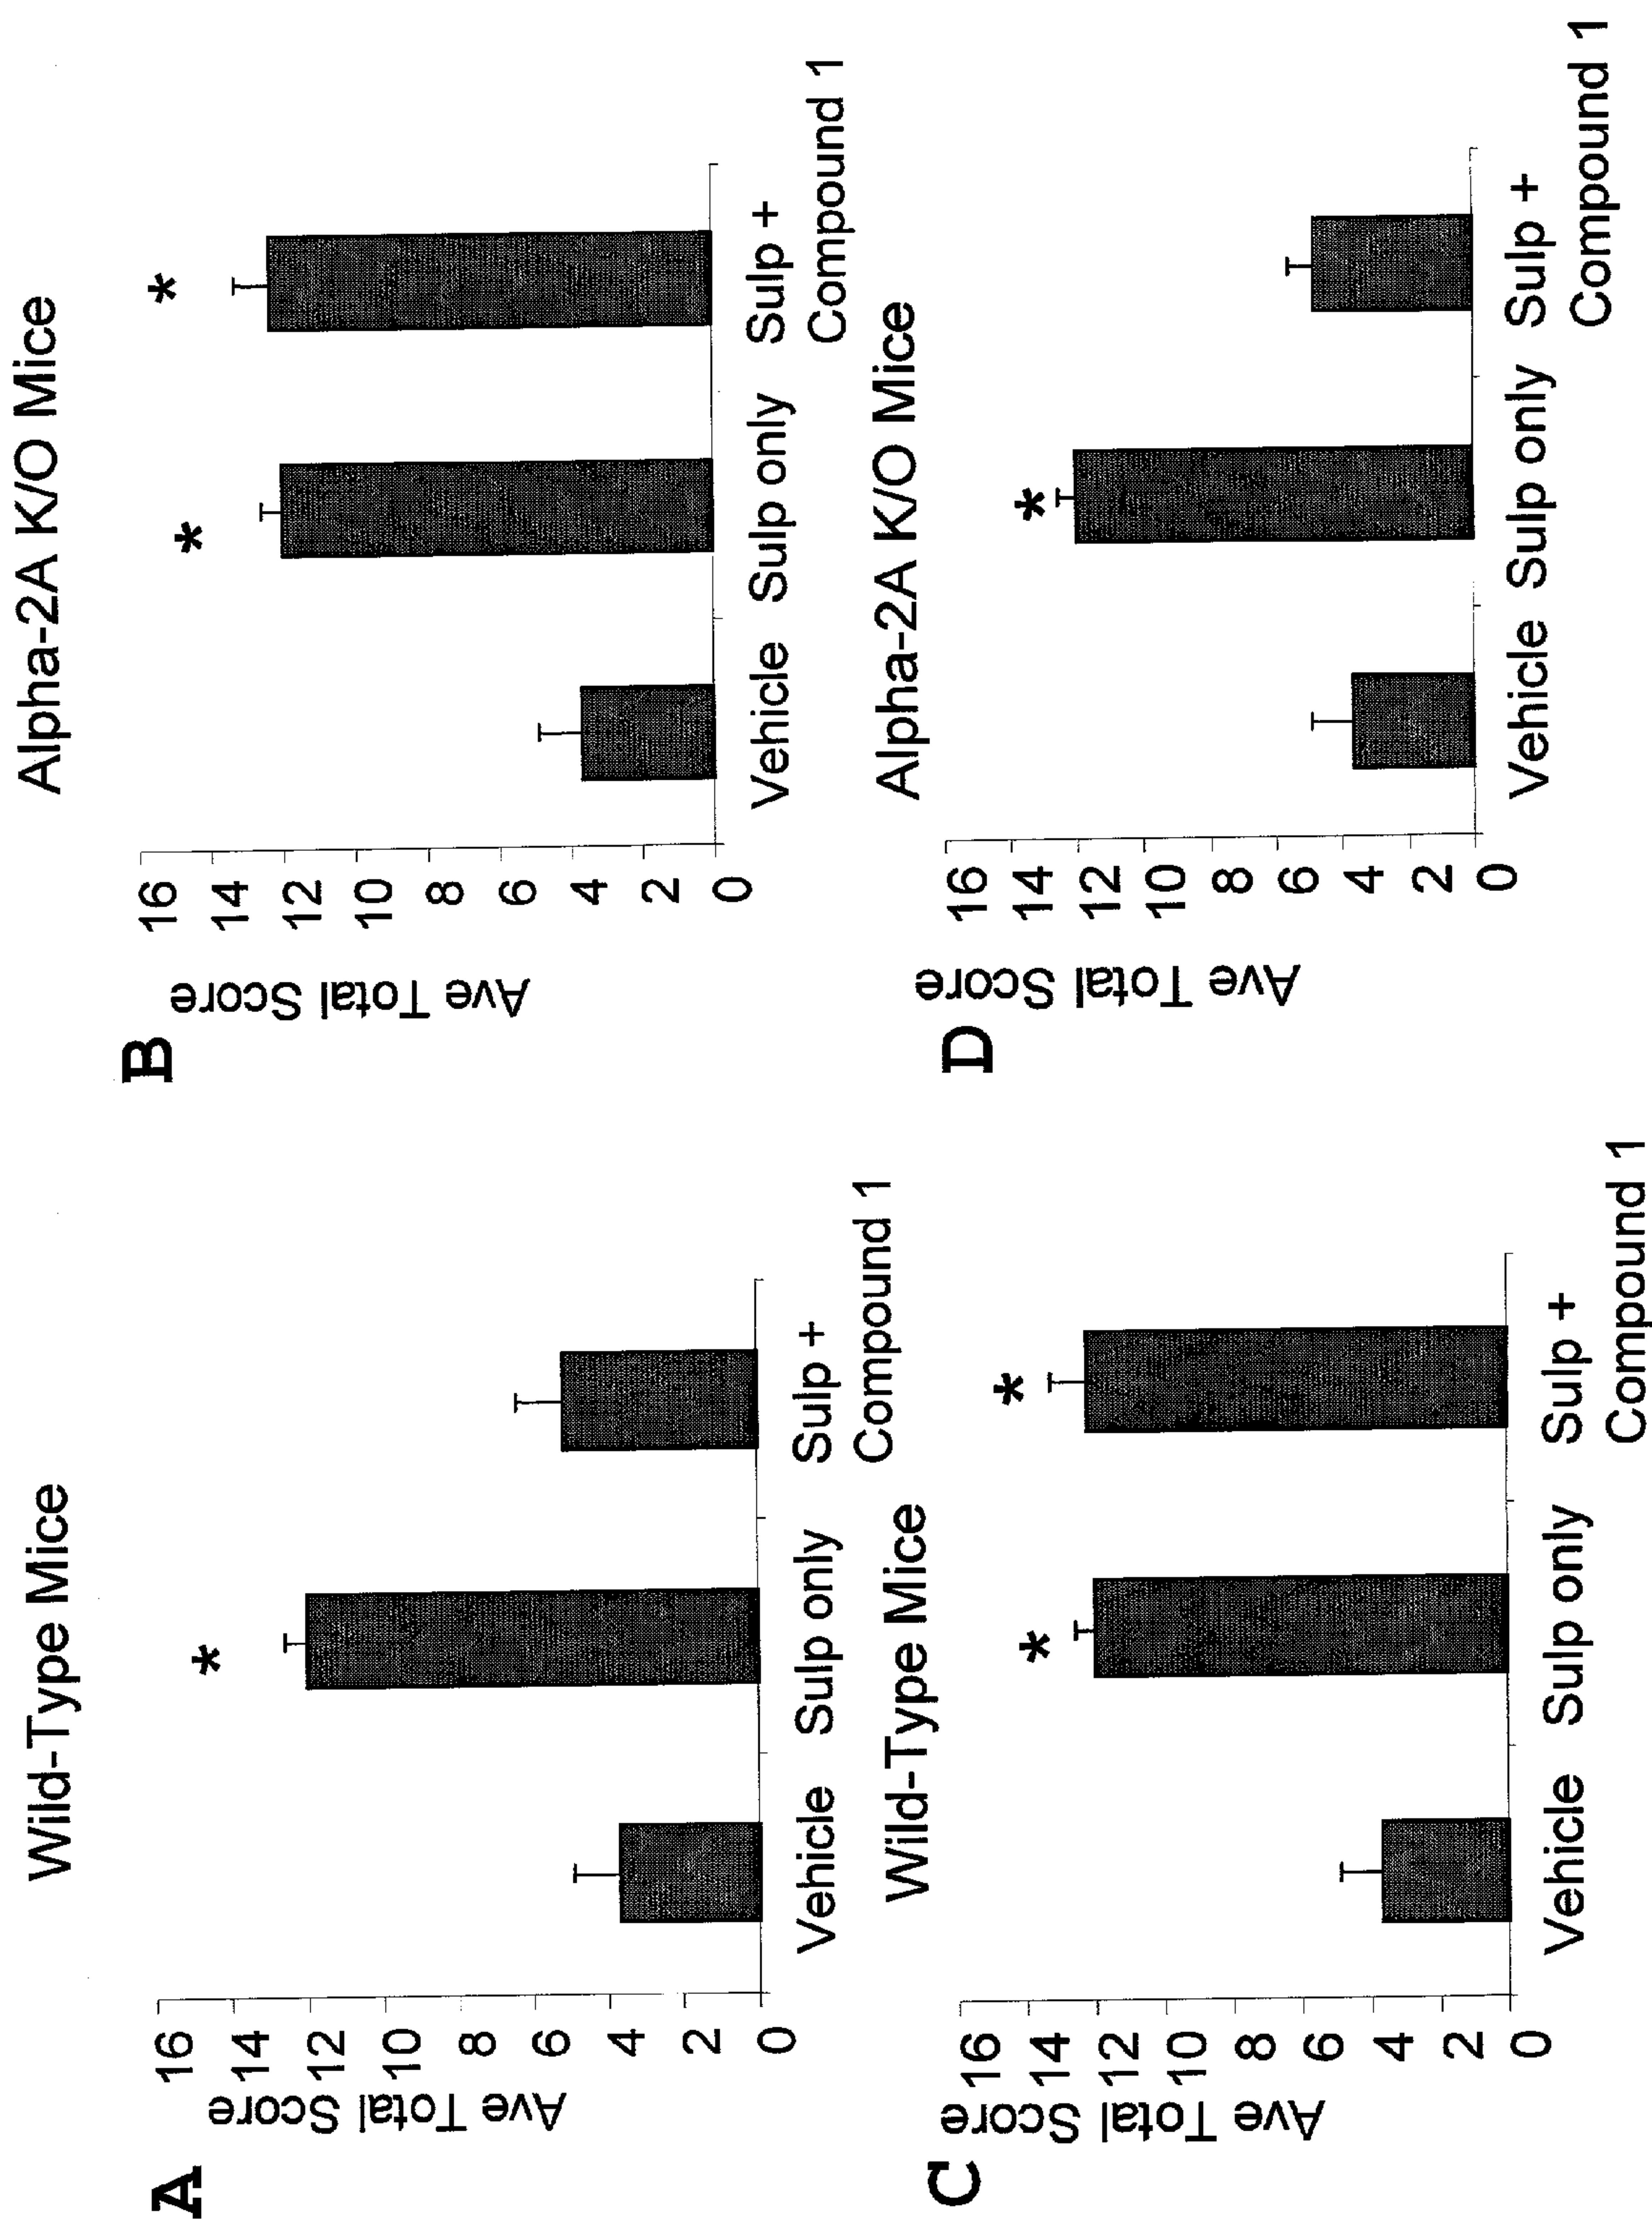 A
Wild-Type Mice
Ave Total Score
16
14
12
10
8
6
4
2
0
Vehicle Sulp only Sulp +
Compound 1
B
Alpha-2A K/O Mice
Ave Total Score
16
14
12
10
8
6
4
2
0
*
*
Vehicle Sulp only Sulp +
Compound 1
C
Wild-Type Mice
Ave Total Score
16
14
12
10
8
6
4
2
0
*
*
Vehicle Sulp only Sulp +
Compound 1
D
Alpha-2A K/O Mice
Ave Total Score
16
14
12
10
8
6
4
2
0
*
Vehicle Sulp only Sulp +
Compound 1